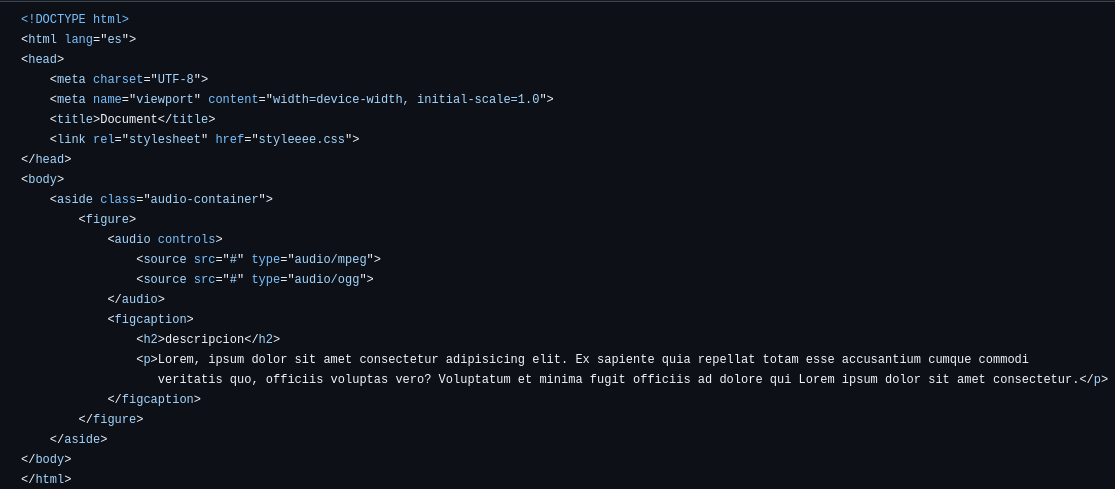 <!DOCTYPE html>
<html lang="es">
<head>
    <meta charset="UTF-8">
    <meta name="viewport" content="width=device-width, initial-scale=1.0">
    <title>Document</title>
    <link rel="stylesheet" href="styleeee.css">
</head>
<body>
    <aside class="audio-container">
        <figure>
            <audio controls>
                <source src="#" type="audio/mpeg">
                <source src="#" type="audio/ogg">
            </audio>
            <figcaption>
                <h2>descripcion</h2>
                <p>Lorem, ipsum dolor sit amet consectetur adipisicing elit. Ex sapiente quia repellat totam esse accusantium cumque commodi
                   veritatis quo, officiis voluptas vero? Voluptatum et minima fugit officiis ad dolore qui Lorem ipsum dolor sit amet consectetur.</p>
            </figcaption>
        </figure>
    </aside>
</body>
</html>